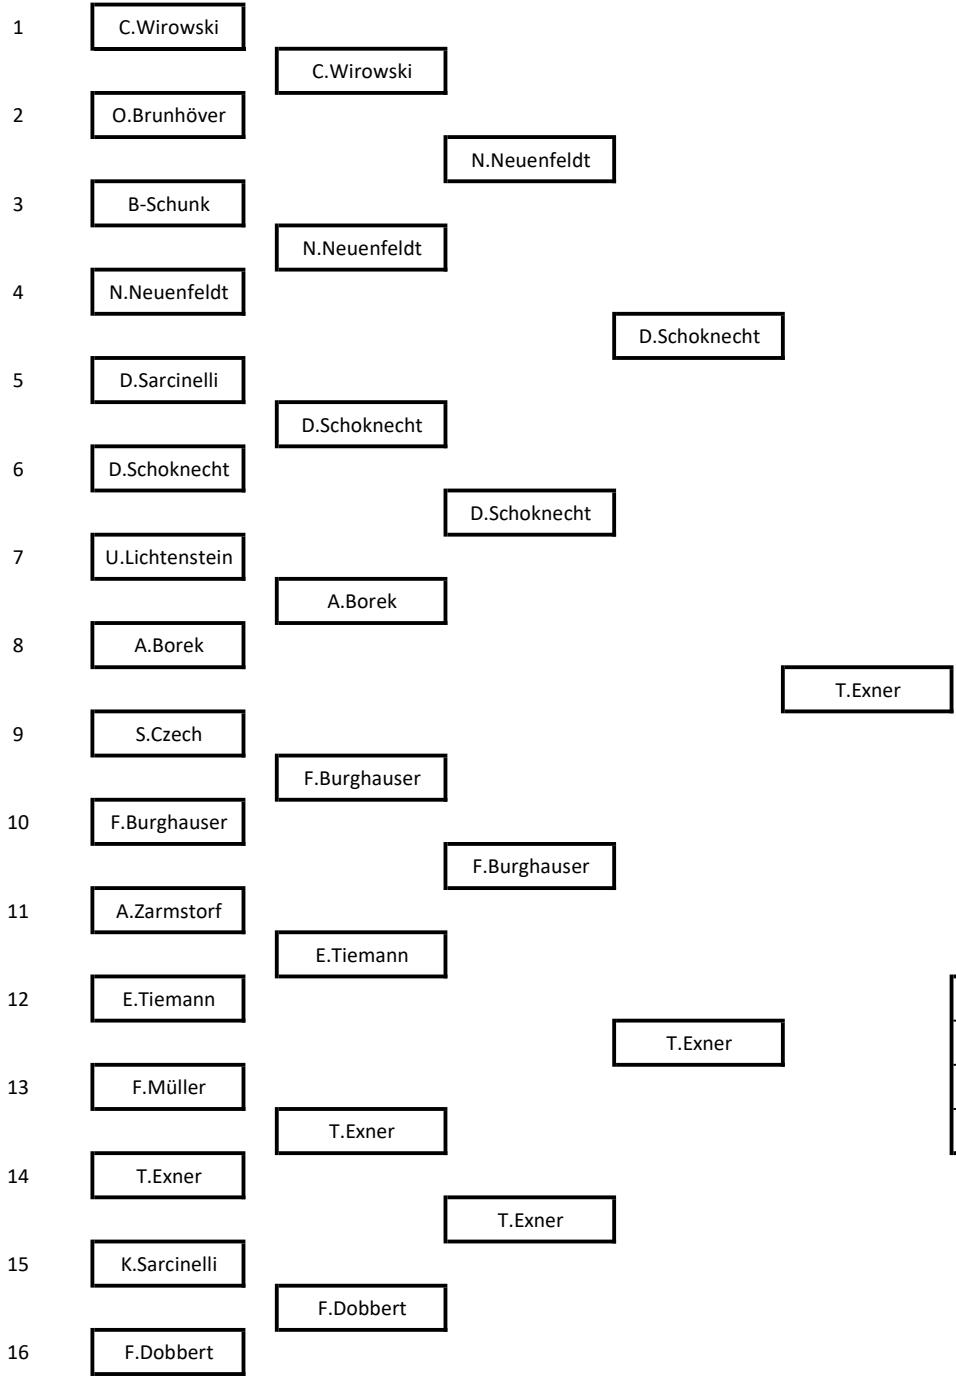 1 C.Wirowski
C.Wirowski
2 O.Brunhöver
N.Neuenfeldt
3 B-Schunk
N.Neuenfeldt
4 N.Neuenfeldt
D.Schoknecht
5 D.Sarcinelli
D.Schoknecht
6 D.Schoknecht
D.Schoknecht
7 U.Lichtenstein
A.Borek
8 A.Borek
T.Exner
9 S.Czech
F.Burghauser
10 F.Burghauser
F.Burghauser
11 A.Zarmstorf
E.Tiemann
12 E.Tiemann
T.Exner
13 F.Müller
T.Exner
14 T.Exner
T.Exner
15 K.Sarcinelli
F.Dobbert
16 F.Dobbert